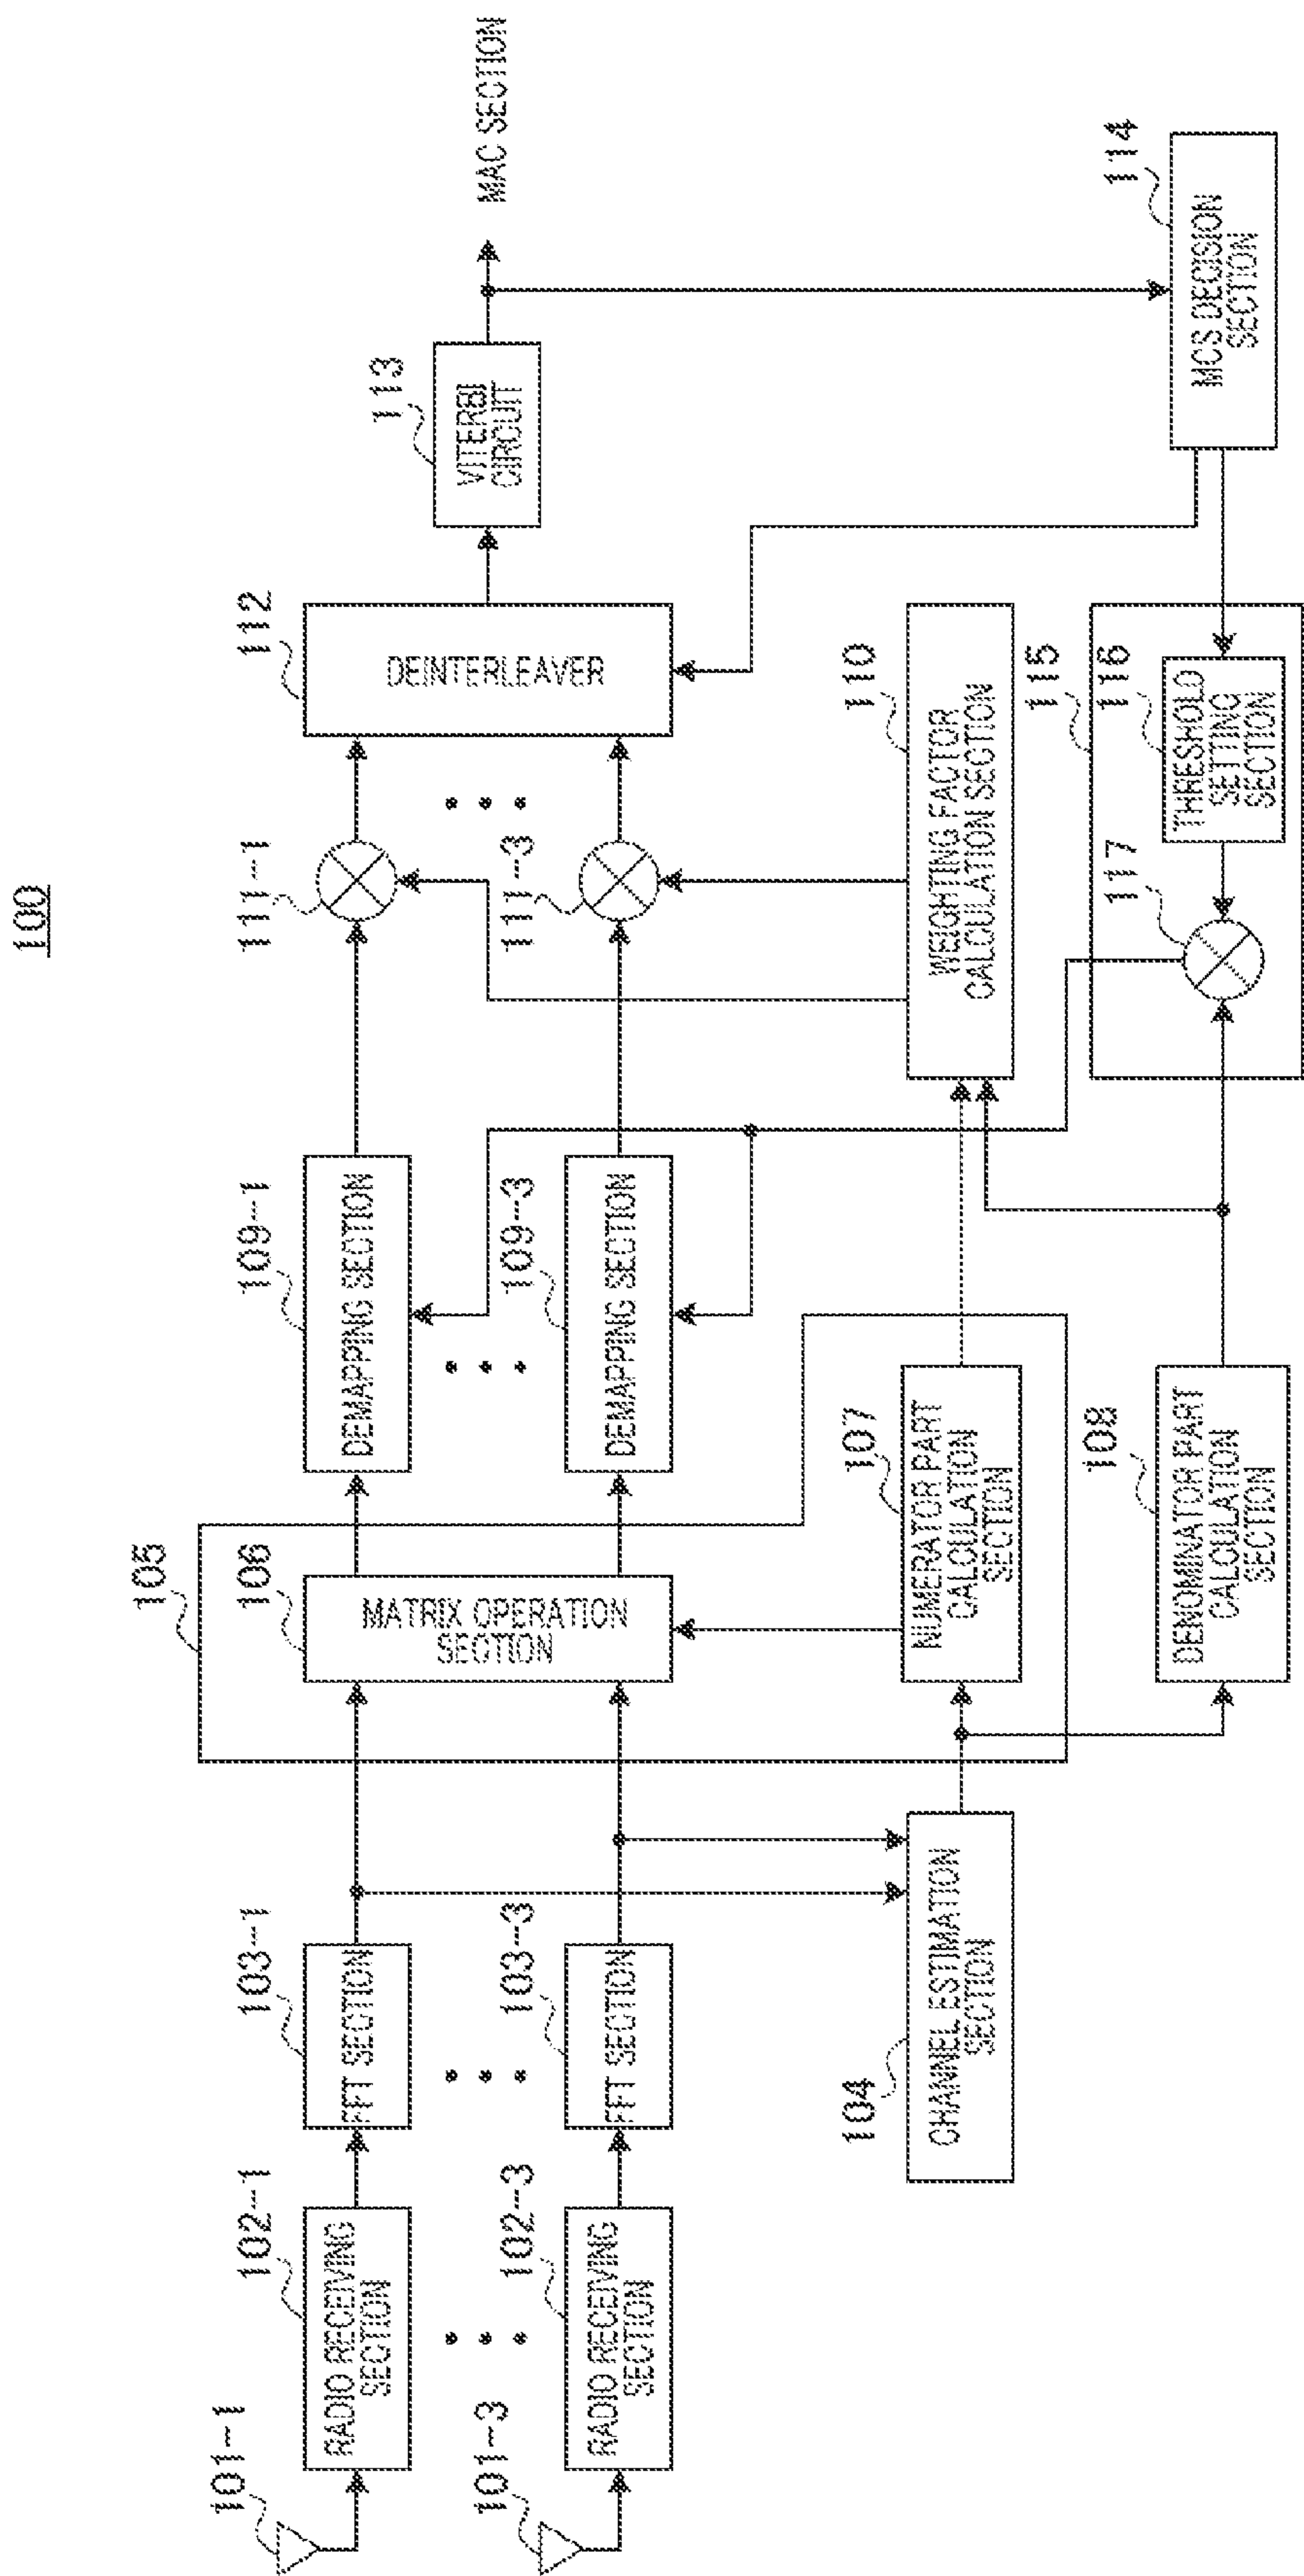 100
101-1
RADIO RECEIVING
SECTION
102-1
FFT SECTION
103-1
105
MATRIX OPERATION
SECTION
106
DEMAPPING SECTION
109-1
111-1
DEINTERLEAVER
112
VITERBI
CIRCUIT
113
MAC SECTION
101-3
RADIO RECEIVING
SECTION
102-3
FFT SECTION
103-3
DEMAPPING SECTION
109-3
111-3
104
CHANNEL ESTIMATION
SECTION
107
NUMERATOR PART
CALCULATION
SECTION
110
WEIGHTING FACTOR
CALCULATION SECTION
108
DENOMINATOR PART
CALCULATION
SECTION
115
117
116
THRESHOLD
SETTING
SECTION
114
MCS DECISION
SECTION